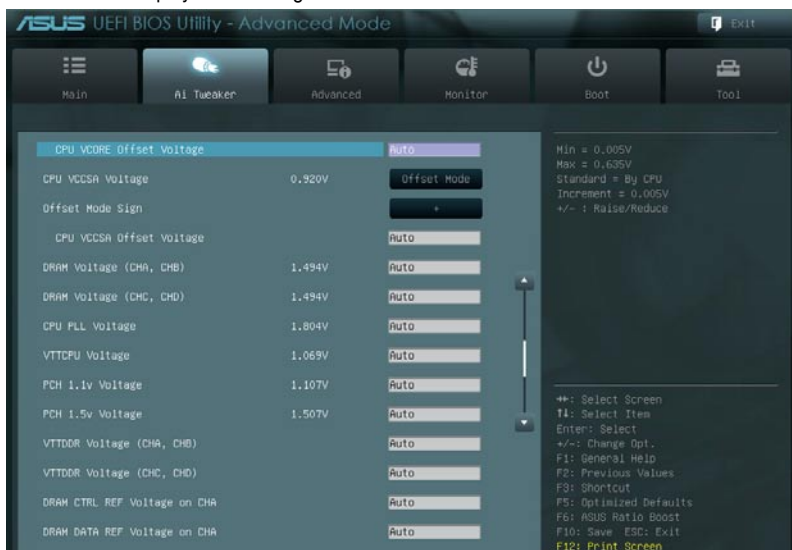 ASUS UEFI BIOS Utility - Advanced Mode
Exit
Main
Ai Tweaker
Advanced
Monitor
Boot
Tool
CPU VCORE Offset Voltage Auto
CPU VCCSA Voltage 0.920V Offset Mode
Offset Mode Sign +
CPU VCCSA Offset Voltage Auto
DRAM Voltage (CHA, CHB) 1.494V Auto
DRAM Voltage (CHC, CHD) 1.494V Auto
CPU PLL Voltage 1.804V Auto
VTTCPU Voltage 1.069V Auto
PCH 1.1v Voltage 1.107V Auto
PCH 1.5v Voltage 1.507V Auto
VTTDDR Voltage (CHA, CHB) Auto
VTTDDR Voltage (CHC, CHD) Auto
DRAM CTRL REF Voltage on CHA Auto
DRAM DATA REF Voltage on CHA Auto
Min = 0.005V
Max = 0.635V
Standard = By CPU
Increment = 0.005V
+/- : Raise/Reduce
→←: Select Screen
↑↓: Select Item
Enter: Select
+/-: Change Opt.
F1: General Help
F2: Previous Values
F3: Shortcut
F5: Optimized Defaults
F6: ASUS Ratio Boost
F10: Save ESC: Exit
F12: Print Screen